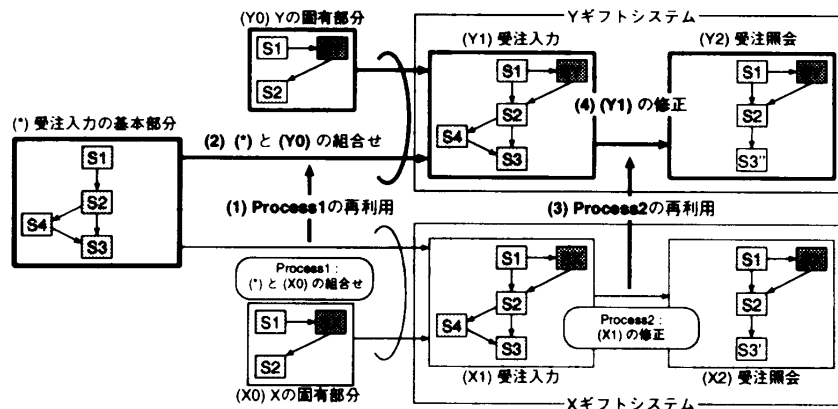 (Y0) Yの固有部分
S1
S2
Yギフトシステム
(Y1) 受注入力
S1
S2
S4
S3
(Y2) 受注照会
S1
S2
S3''
(4) (Y1) の修正
(*) 受注入力の基本部分
S1
S2
S4
S3
(2) (*) と (Y0) の組合せ
(1) Process1の再利用
(3) Process2の再利用
Process1 :
(*) と (X0) の組合せ
S1
S2
(X0) Xの固有部分
S1
S2
S4
S3
(X1) 受注入力
Process2 :
(X1) の修正
S1
S2
S3'
(X2) 受注照会
Xギフトシステム